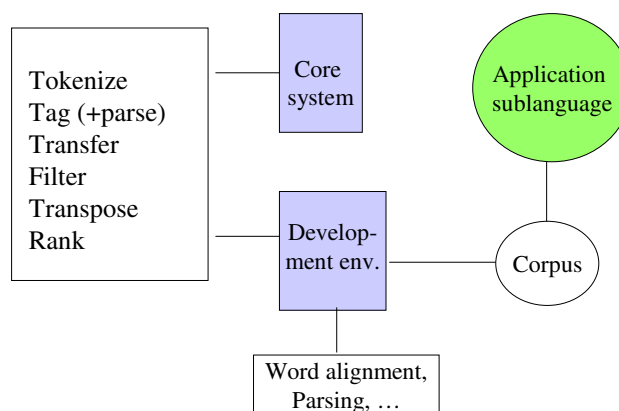 Tokenize
Tag (+parse)
Transfer
Filter
Transpose
Rank
Core
system
Application
sublanguage
Develop-
ment env.
Corpus
Word alignment,
Parsing, …